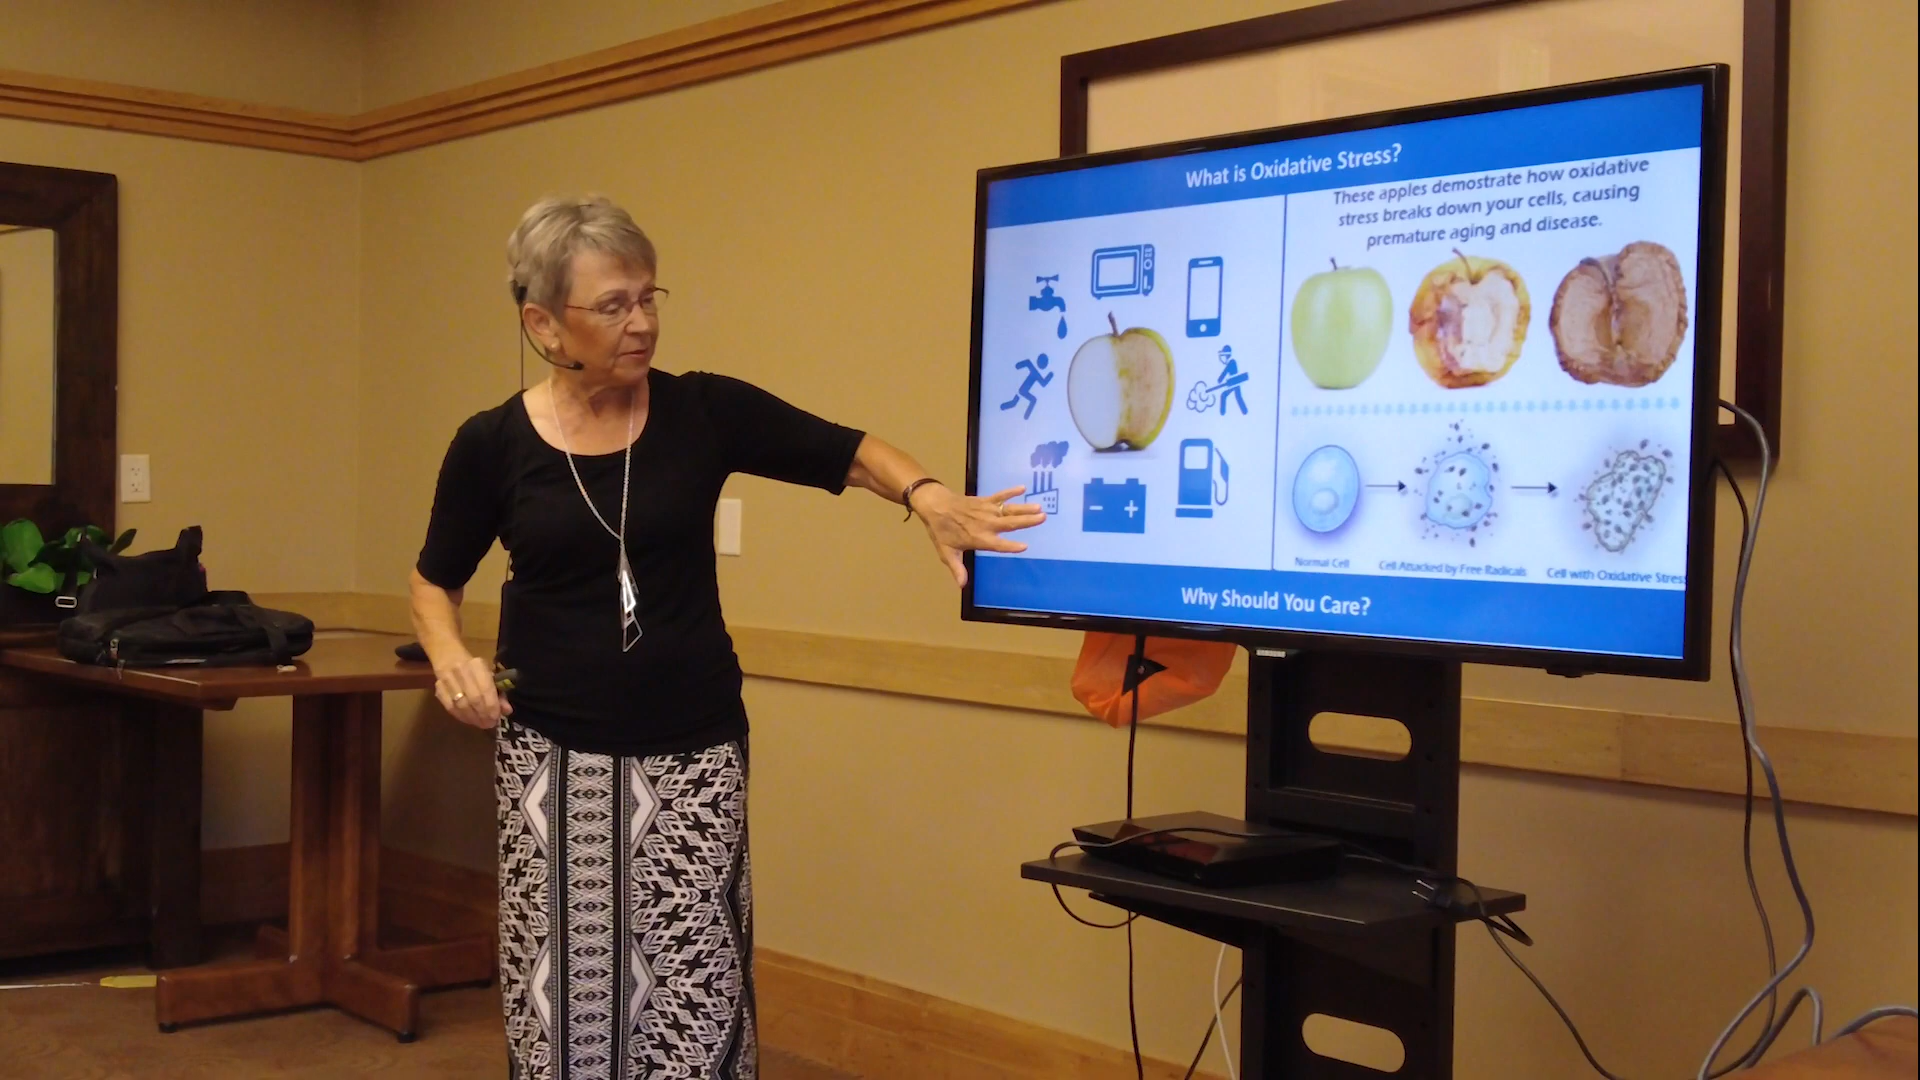 What is Oxidative Stress?
These apples demostrate how oxidative
stress breaks down your cells, causing
premature aging and disease.
Normal Cell
Cell Attacked by Free Radicals
Cell with Oxidative Stress
Why Should You Care?